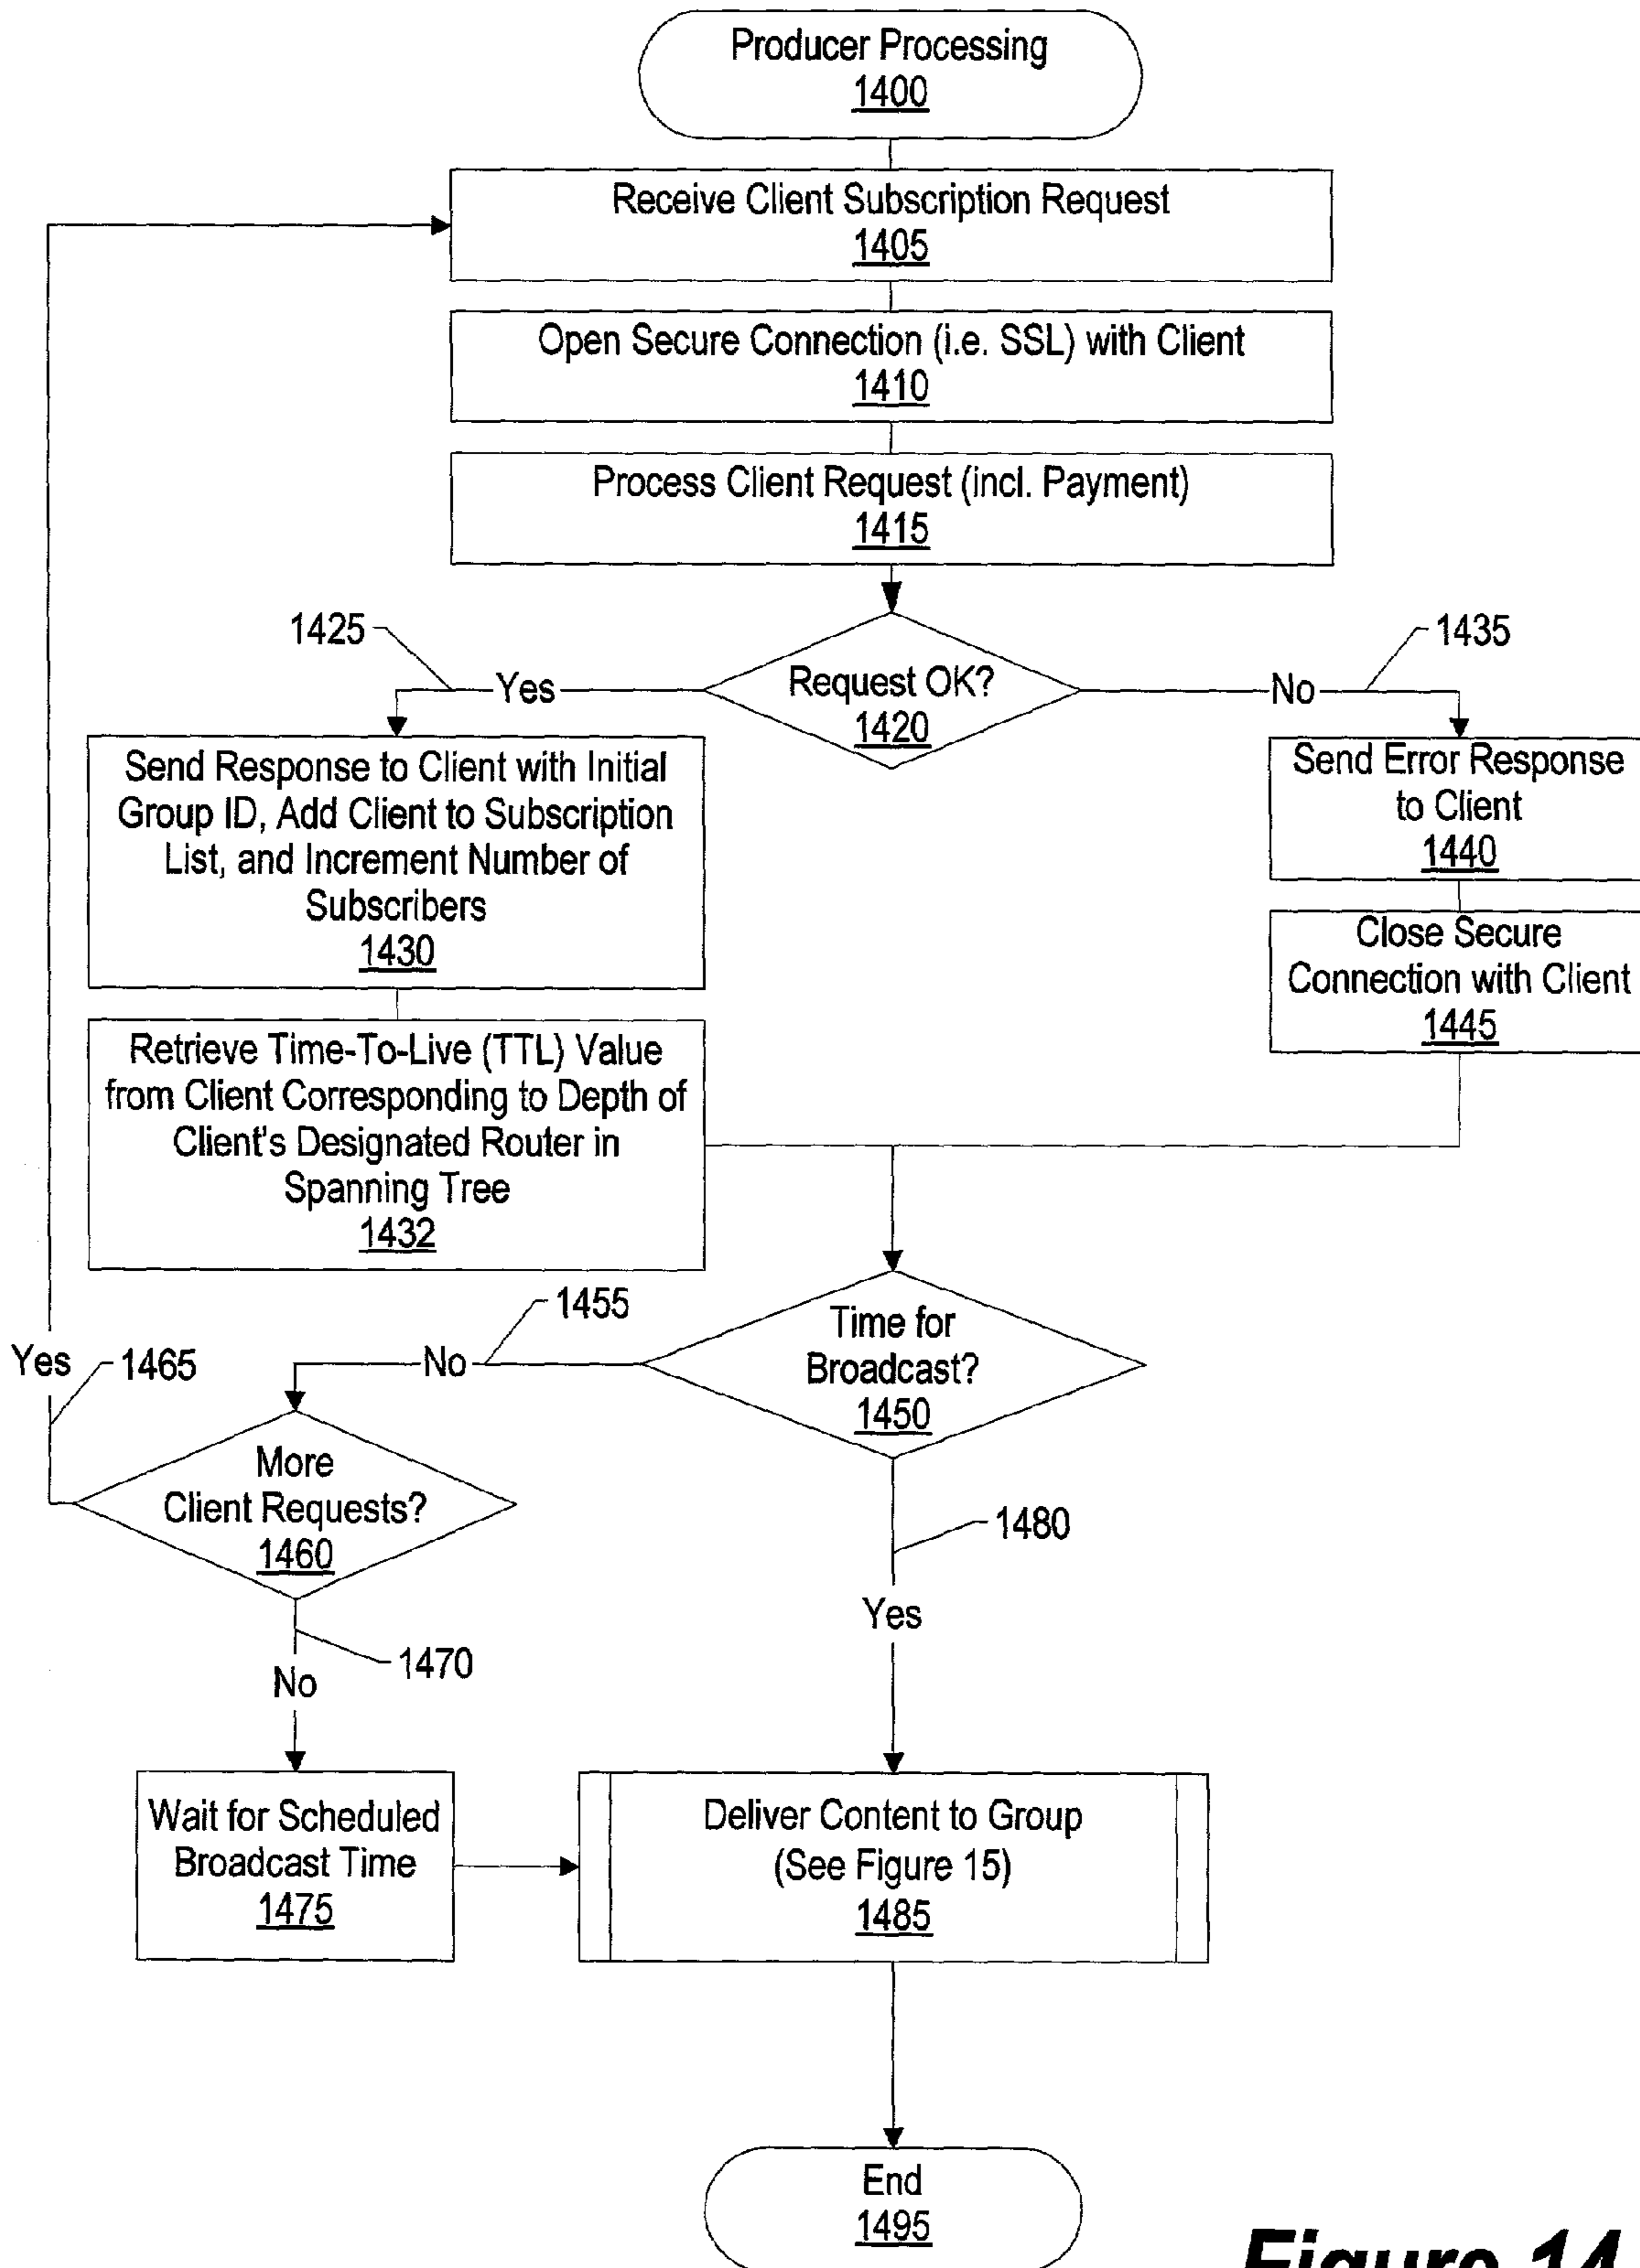 Producer Processing
1400
Receive Client Subscription Request
1405
Open Secure Connection (i.e. SSL) with Client
1410
Process Client Request (incl. Payment)
1415
1425
Yes
Request OK?
1420
No
1435
Send Response to Client with Initial
Group ID, Add Client to Subscription
List, and Increment Number of
Subscribers
1430
Send Error Response
to Client
1440
Close Secure
Connection with Client
1445
Retrieve Time-To-Live (TTL) Value
from Client Corresponding to Depth of
Client's Designated Router in
Spanning Tree
1432
1455
No
Time for
Broadcast?
1450
Yes
1465
More
Client Requests?
1460
1480
Yes
1470
No
Wait for Scheduled
Broadcast Time
1475
Deliver Content to Group
(See Figure 15)
1485
End
1495
Figure 14